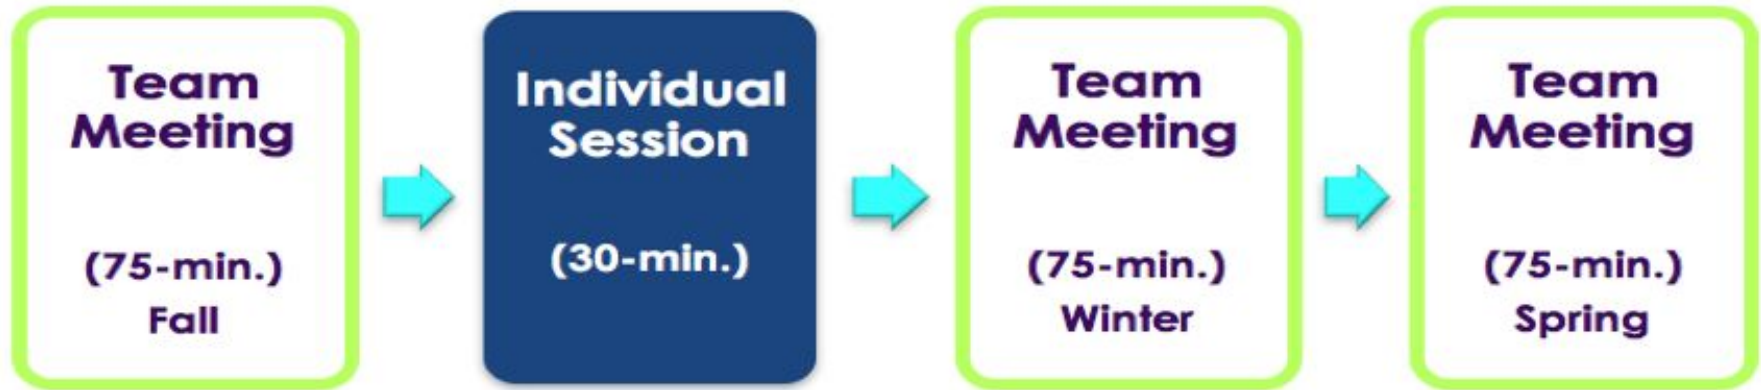 Team
Meeting
(75-min.)
Fall
Individual
Session
(30-min.)
Team
Meeting
(75-min.)
Winter
Team
Meeting
(75-min.)
Spring